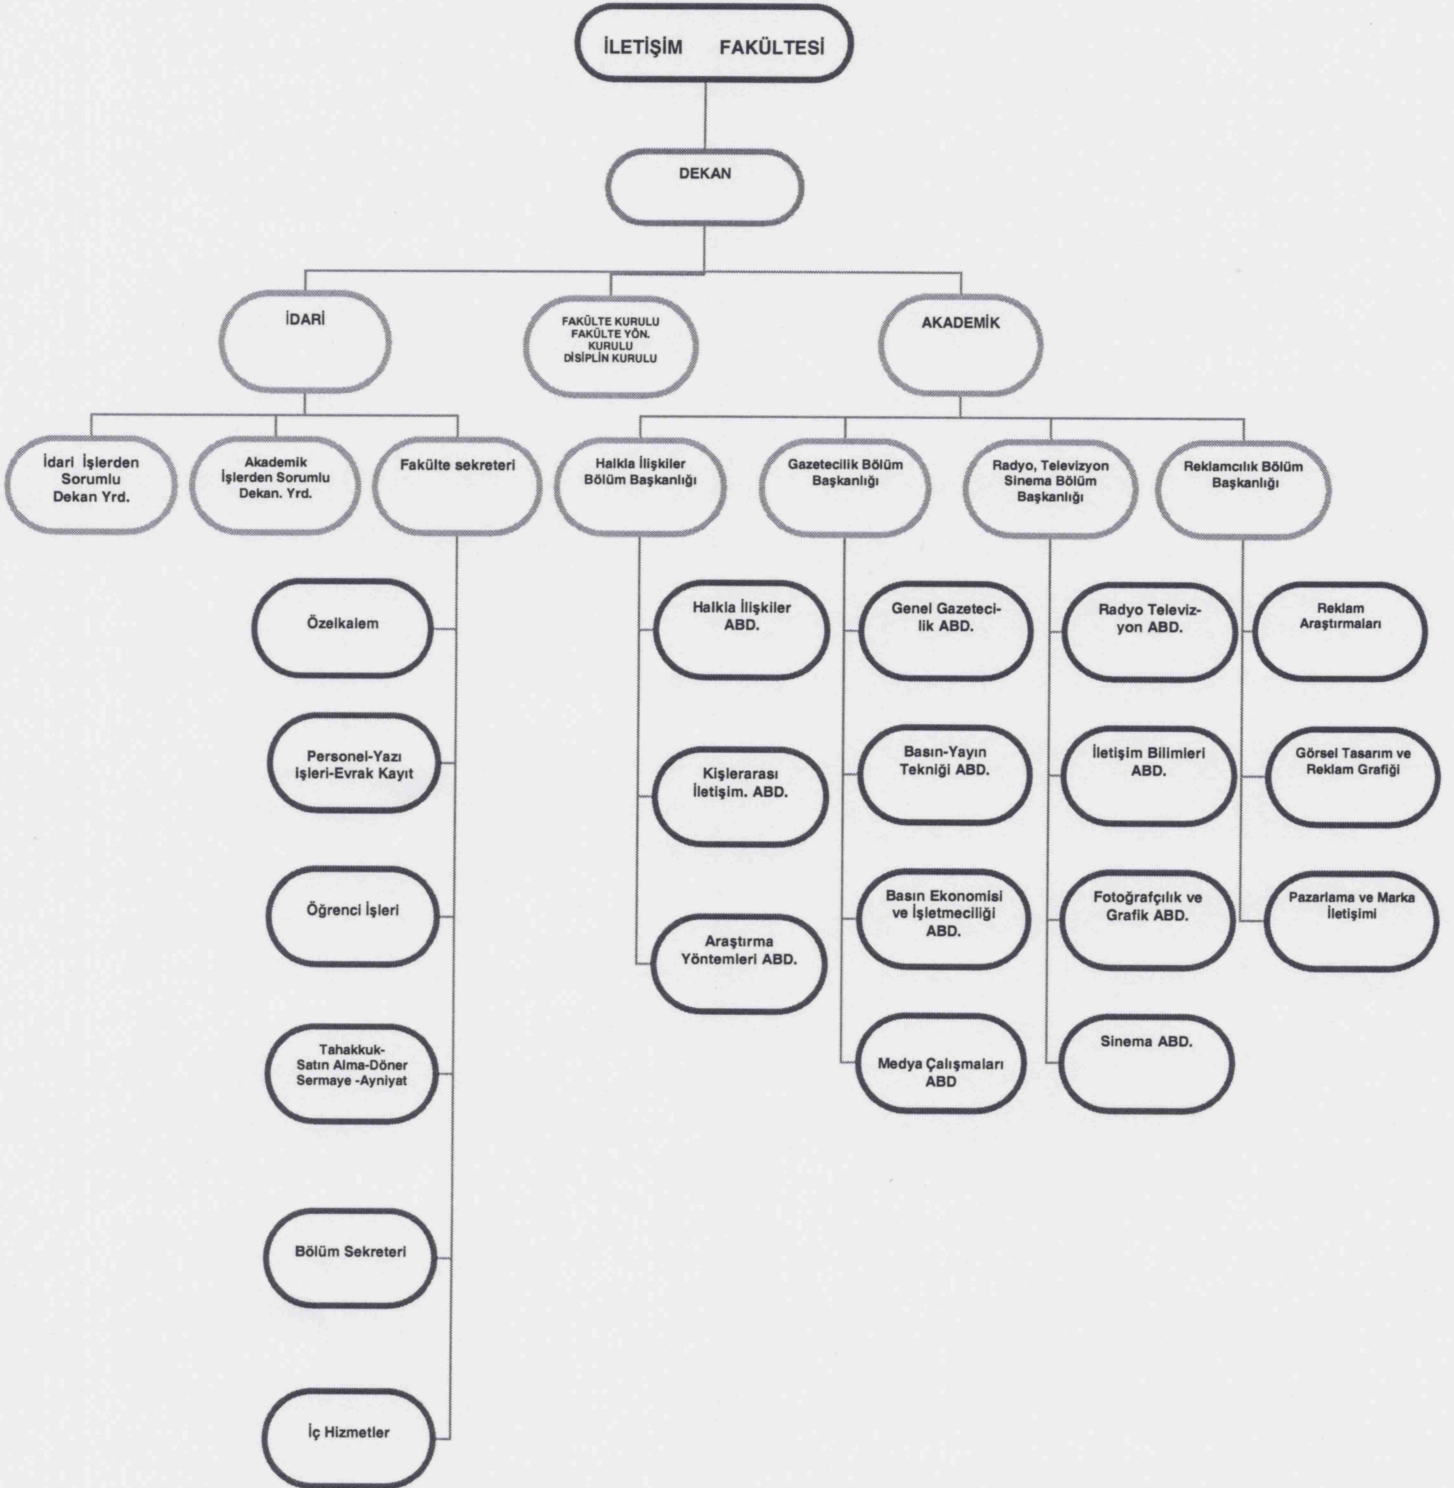 İLETİŞİM FAKÜLTESİ
DEKAN
İDARİ
FAKÜLTE KURULU
FAKÜLTE YÖN.
KURULU
DİSİPLİN KURULU
AKADEMİK
İdari İşlerden
Sorumlu
Dekan Yrd.
Akademik
İşlerden Sorumlu
Dekan. Yrd.
Fakülte sekreteri
Halkla İlişkiler
Bölüm Başkanlığı
Gazetecilik Bölüm
Başkanlığı
Radyo, Televizyon
Sinema Bölüm
Başkanlığı
Reklamcılık Bölüm
Başkanlığı
Özelkalem
Personel-Yazı
işleri-Evrak Kayıt
Öğrenci İşleri
Tahakkuk-
Satın Alma-Döner
Sermaye -Ayniyat
Bölüm Sekreteri
İç Hizmetler
Halkla İlişkiler
ABD.
Kişlerarası
İletişim. ABD.
Araştırma
Yöntemleri ABD.
Genel Gazeteci-
lik ABD.
Basın-Yayın
Tekniği ABD.
Basın Ekonomisi
ve İşletmeciliği
ABD.
Medya Çalışmaları
ABD
Radyo Televiz-
yon ABD.
İletişim Bilimleri
ABD.
Fotoğrafçılık ve
Grafik ABD.
Sinema ABD.
Reklam
Araştırmaları
Görsel Tasarım ve
Reklam Grafiği
Pazarlama ve Marka
İletişimi